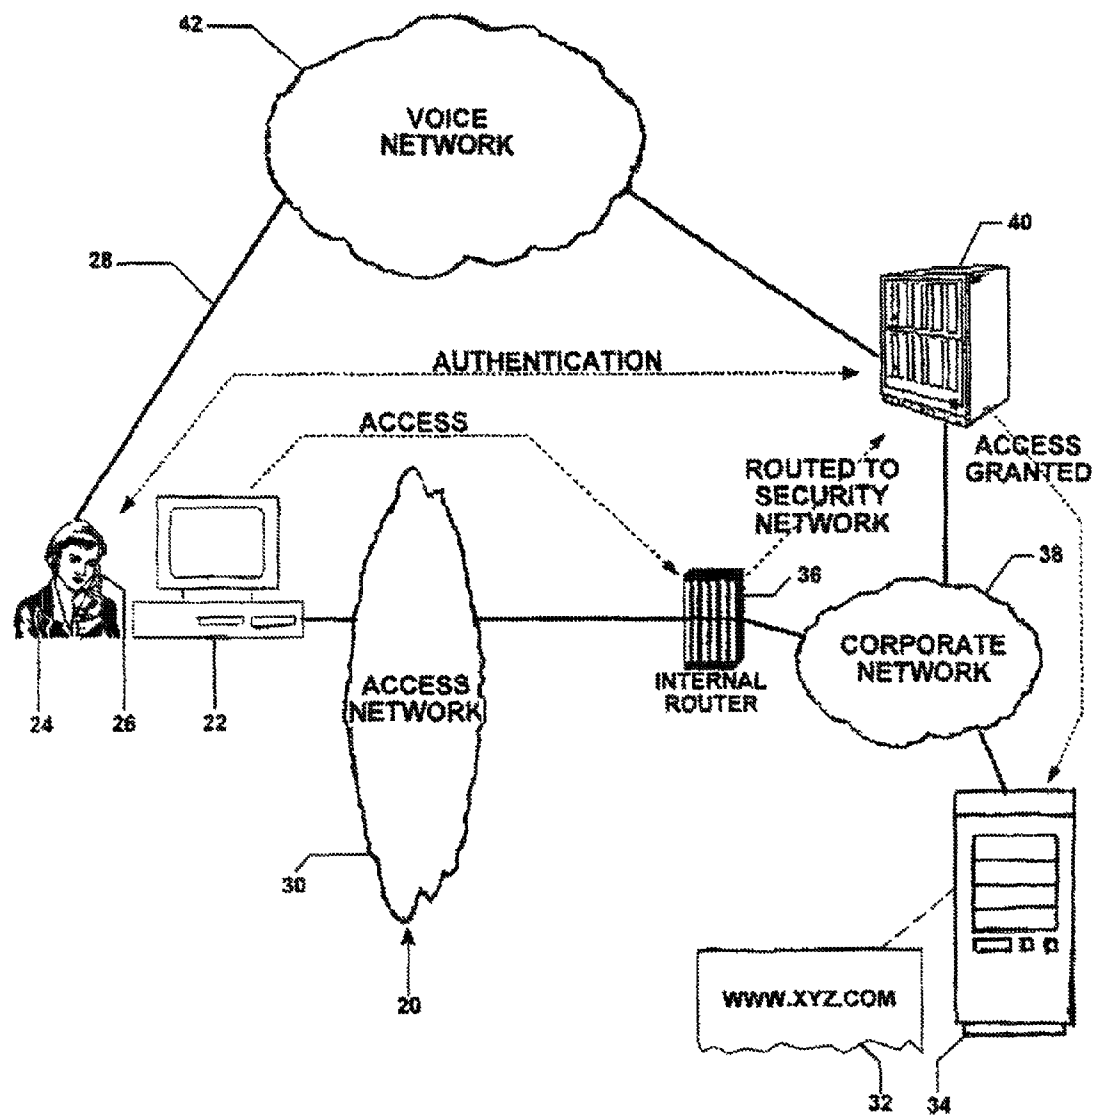 42
VOICE
NETWORK
40
28
AUTHENTICATION
ACCESS
ACCESS
GRANTED
ROUTED TO
SECURITY
NETWORK
38
36
CORPORATE
NETWORK
INTERNAL
ROUTER
ACCESS
NETWORK
24
26
22
30
20
WWW.XYZ.COM
32
34